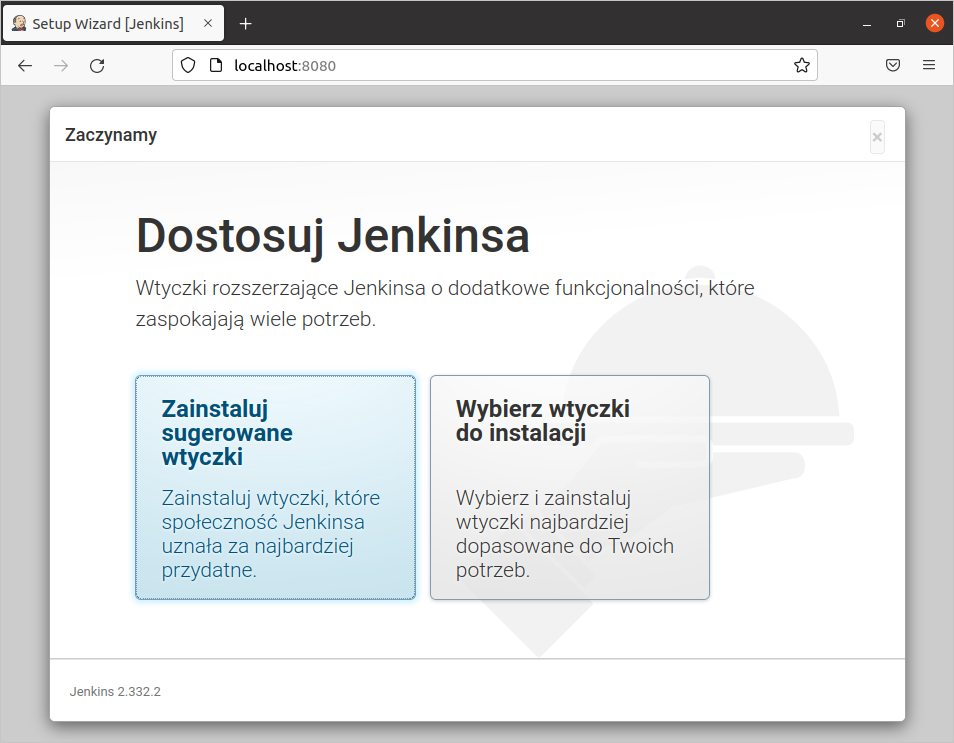 Setup Wizard [Jenkins]
localhost:8080
Zaczynamy
Dostosuj Jenkinsa
Wtyczki rozszerzające Jenkinsa o dodatkowe funkcjonalności, które
zaspokajają wiele potrzeb.
Zainstaluj
sugerowane
wtyczki
Zainstaluj wtyczki, które
społeczność Jenkinsa
uznała za najbardziej
przydatne.
Wybierz wtyczki
do instalacji
Wybierz i zainstaluj
wtyczki najbardziej
dopasowane do Twoich
potrzeb.
Jenkins 2.332.2